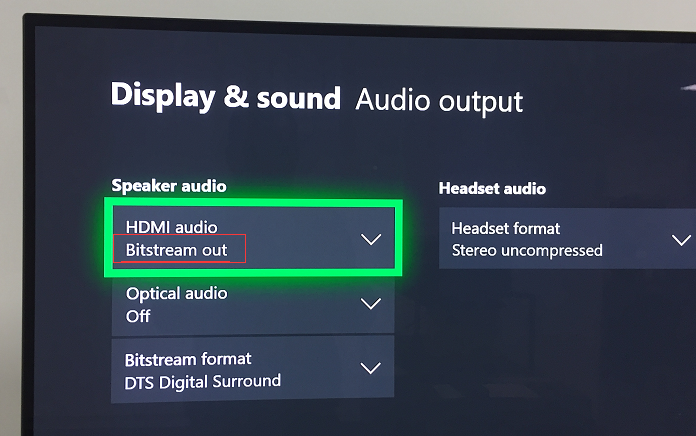 Display & sound Audio output
Speaker audio
HDMI audio
Bitstream out
Optical audio
Off
Bitstream format
DTS Digital Surround
Headset audio
Headset format
Stereo uncompressed